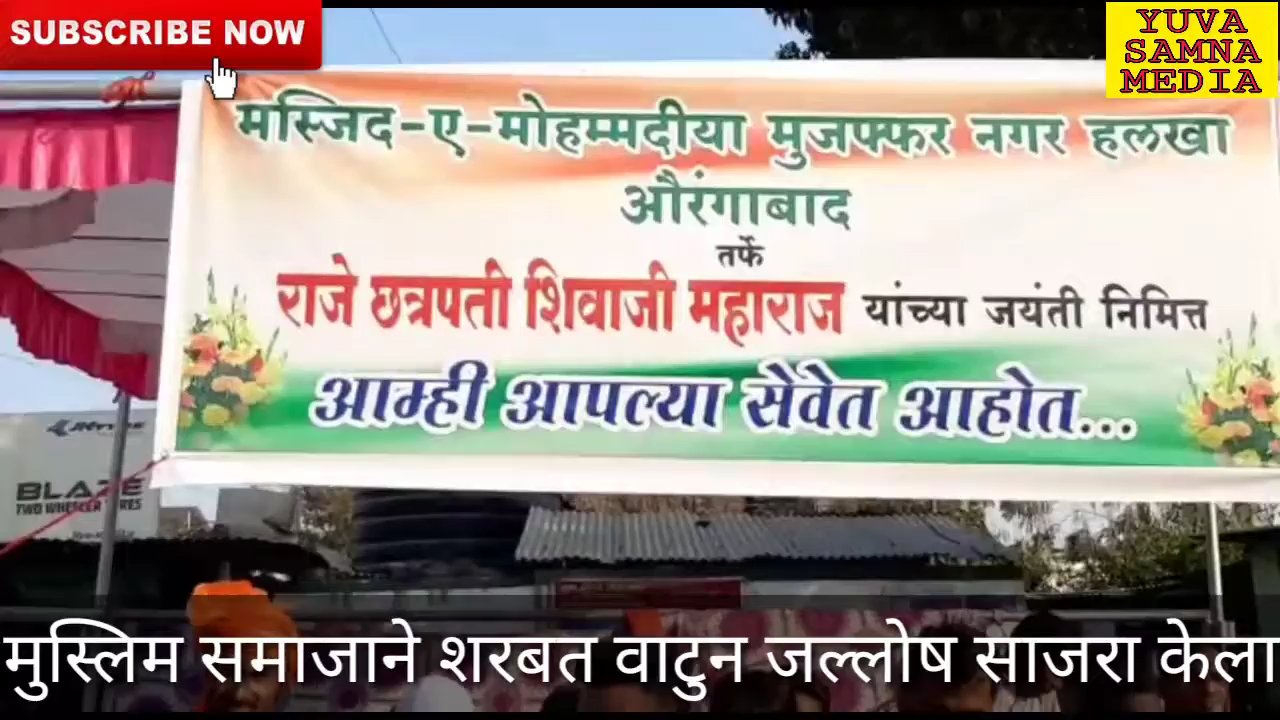 SUBSCRIBE NOW
YUVA
SAMNA
MEDIA
मस्जिद-ए-मोहम्मदीया मुजफ्फर नगर हलखा
औरंगाबाद
तर्फे
राजे छत्रपती शिवाजी महाराज यांच्या जयंती निमित्त
आम्ही आपल्या सेवेत आहोत...
BLAZE
TWO WHEELER TYRES
मुस्लिम समाजाने शरबत वाटुन जल्लोष साजरा केला